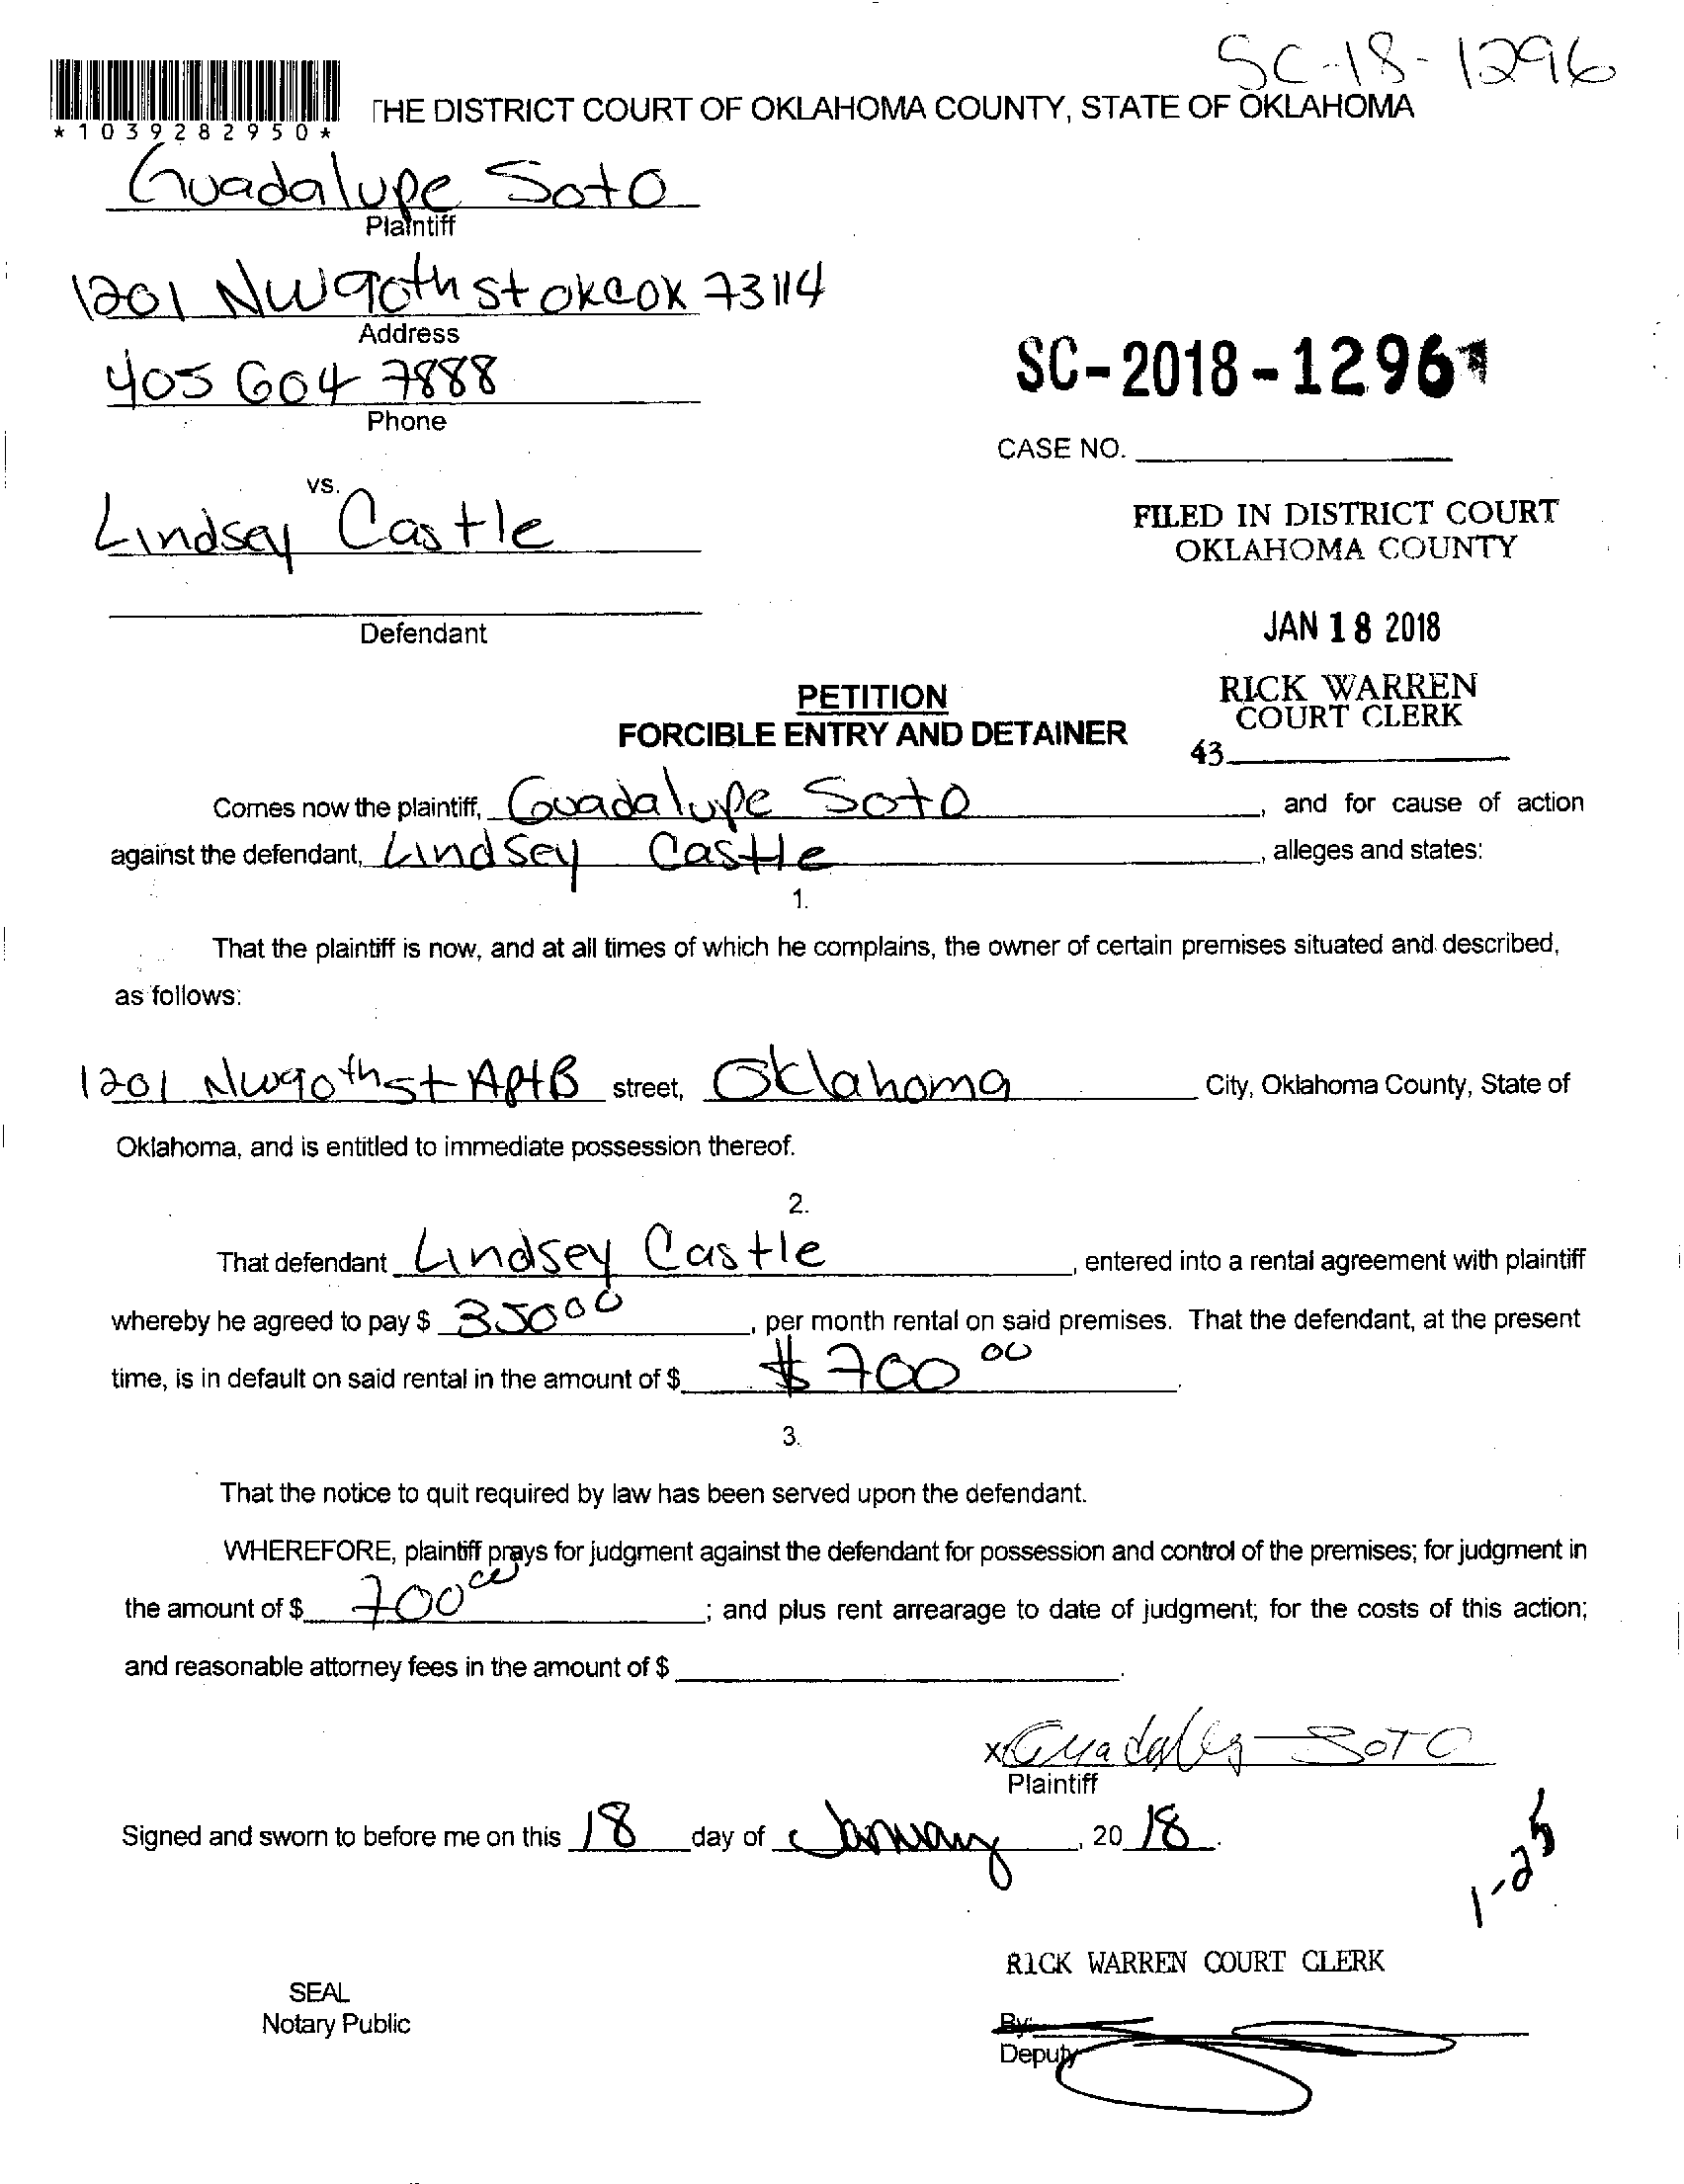 SC-18-1296
*1039282950*
THE DISTRICT COURT OF OKLAHOMA COUNTY, STATE OF OKLAHOMA
Guadalupe Soto
Plaintiff
1201 NW 90th st okc ok 73114
Address
405 604 7888
Phone
SC-2018-1296
CASE NO.
vs.
Lindsey Castle
FILED IN DISTRICT COURT
OKLAHOMA COUNTY
Defendant
JAN 18 2018
PETITION
FORCIBLE ENTRY AND DETAINER
RICK WARREN
COURT CLERK
43
Comes now the plaintiff, Guadalupe Soto, and for cause of action
against the defendant, Lindsey Castle, alleges and states:
1.
That the plaintiff is now, and at all times of which he complains, the owner of certain premises situated and described,
as follows:
1201 Nw 90th st Apt B street, Oklahoma City, Oklahoma County, State of
Oklahoma, and is entitled to immediate possession thereof.
2.
That defendant Lindsey Castle, entered into a rental agreement with plaintiff
whereby he agreed to pay $ 350 00, per month rental on said premises. That the defendant, at the present
time, is in default on said rental in the amount of $ $700 00
3.
That the notice to quit required by law has been served upon the defendant.
WHEREFORE, plaintiff prays for judgment against the defendant for possession and control of the premises; for judgment in
the amount of $ 700 00; and plus rent arrearage to date of judgment; for the costs of this action;
and reasonable attorney fees in the amount of $ .
x Guadalupe SOTO
Plaintiff
Signed and sworn to before me on this 18 day of January, 20 18.
1-25
RICK WARREN COURT CLERK
SEAL
Notary Public
By:
Deputy